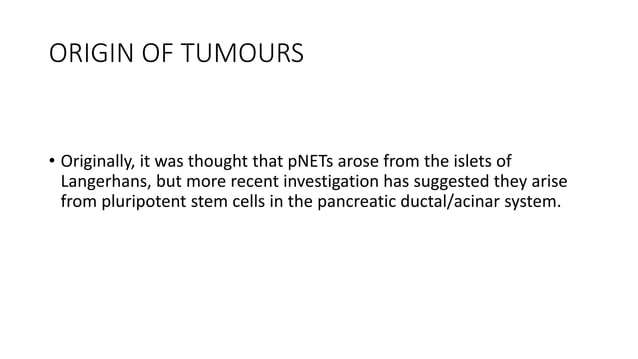 ORIGIN OF TUMOURS
• Originally, it was thought that pNETs arose from the islets of
Langerhans, but more recent investigation has suggested they arise
from pluripotent stem cells in the pancreatic ductal/acinar system.